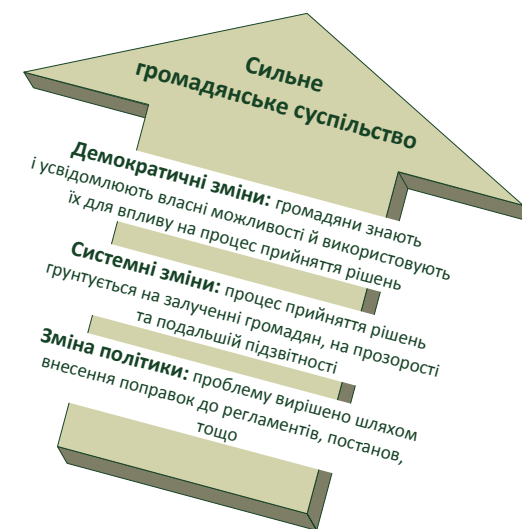 Сильне
громадянське суспільство
Демократичні зміни: громадяни знають
і усвідомлюють власні можливості й використовують
їх для впливу на процес прийняття рішень
Системні зміни: процес прийняття рішень
грунтується на залученні громадян, на прозорості
та подальшій підзвітності
Зміна політики: проблему вирішено шляхом
внесення поправок до регламентів, постанов,
тощо